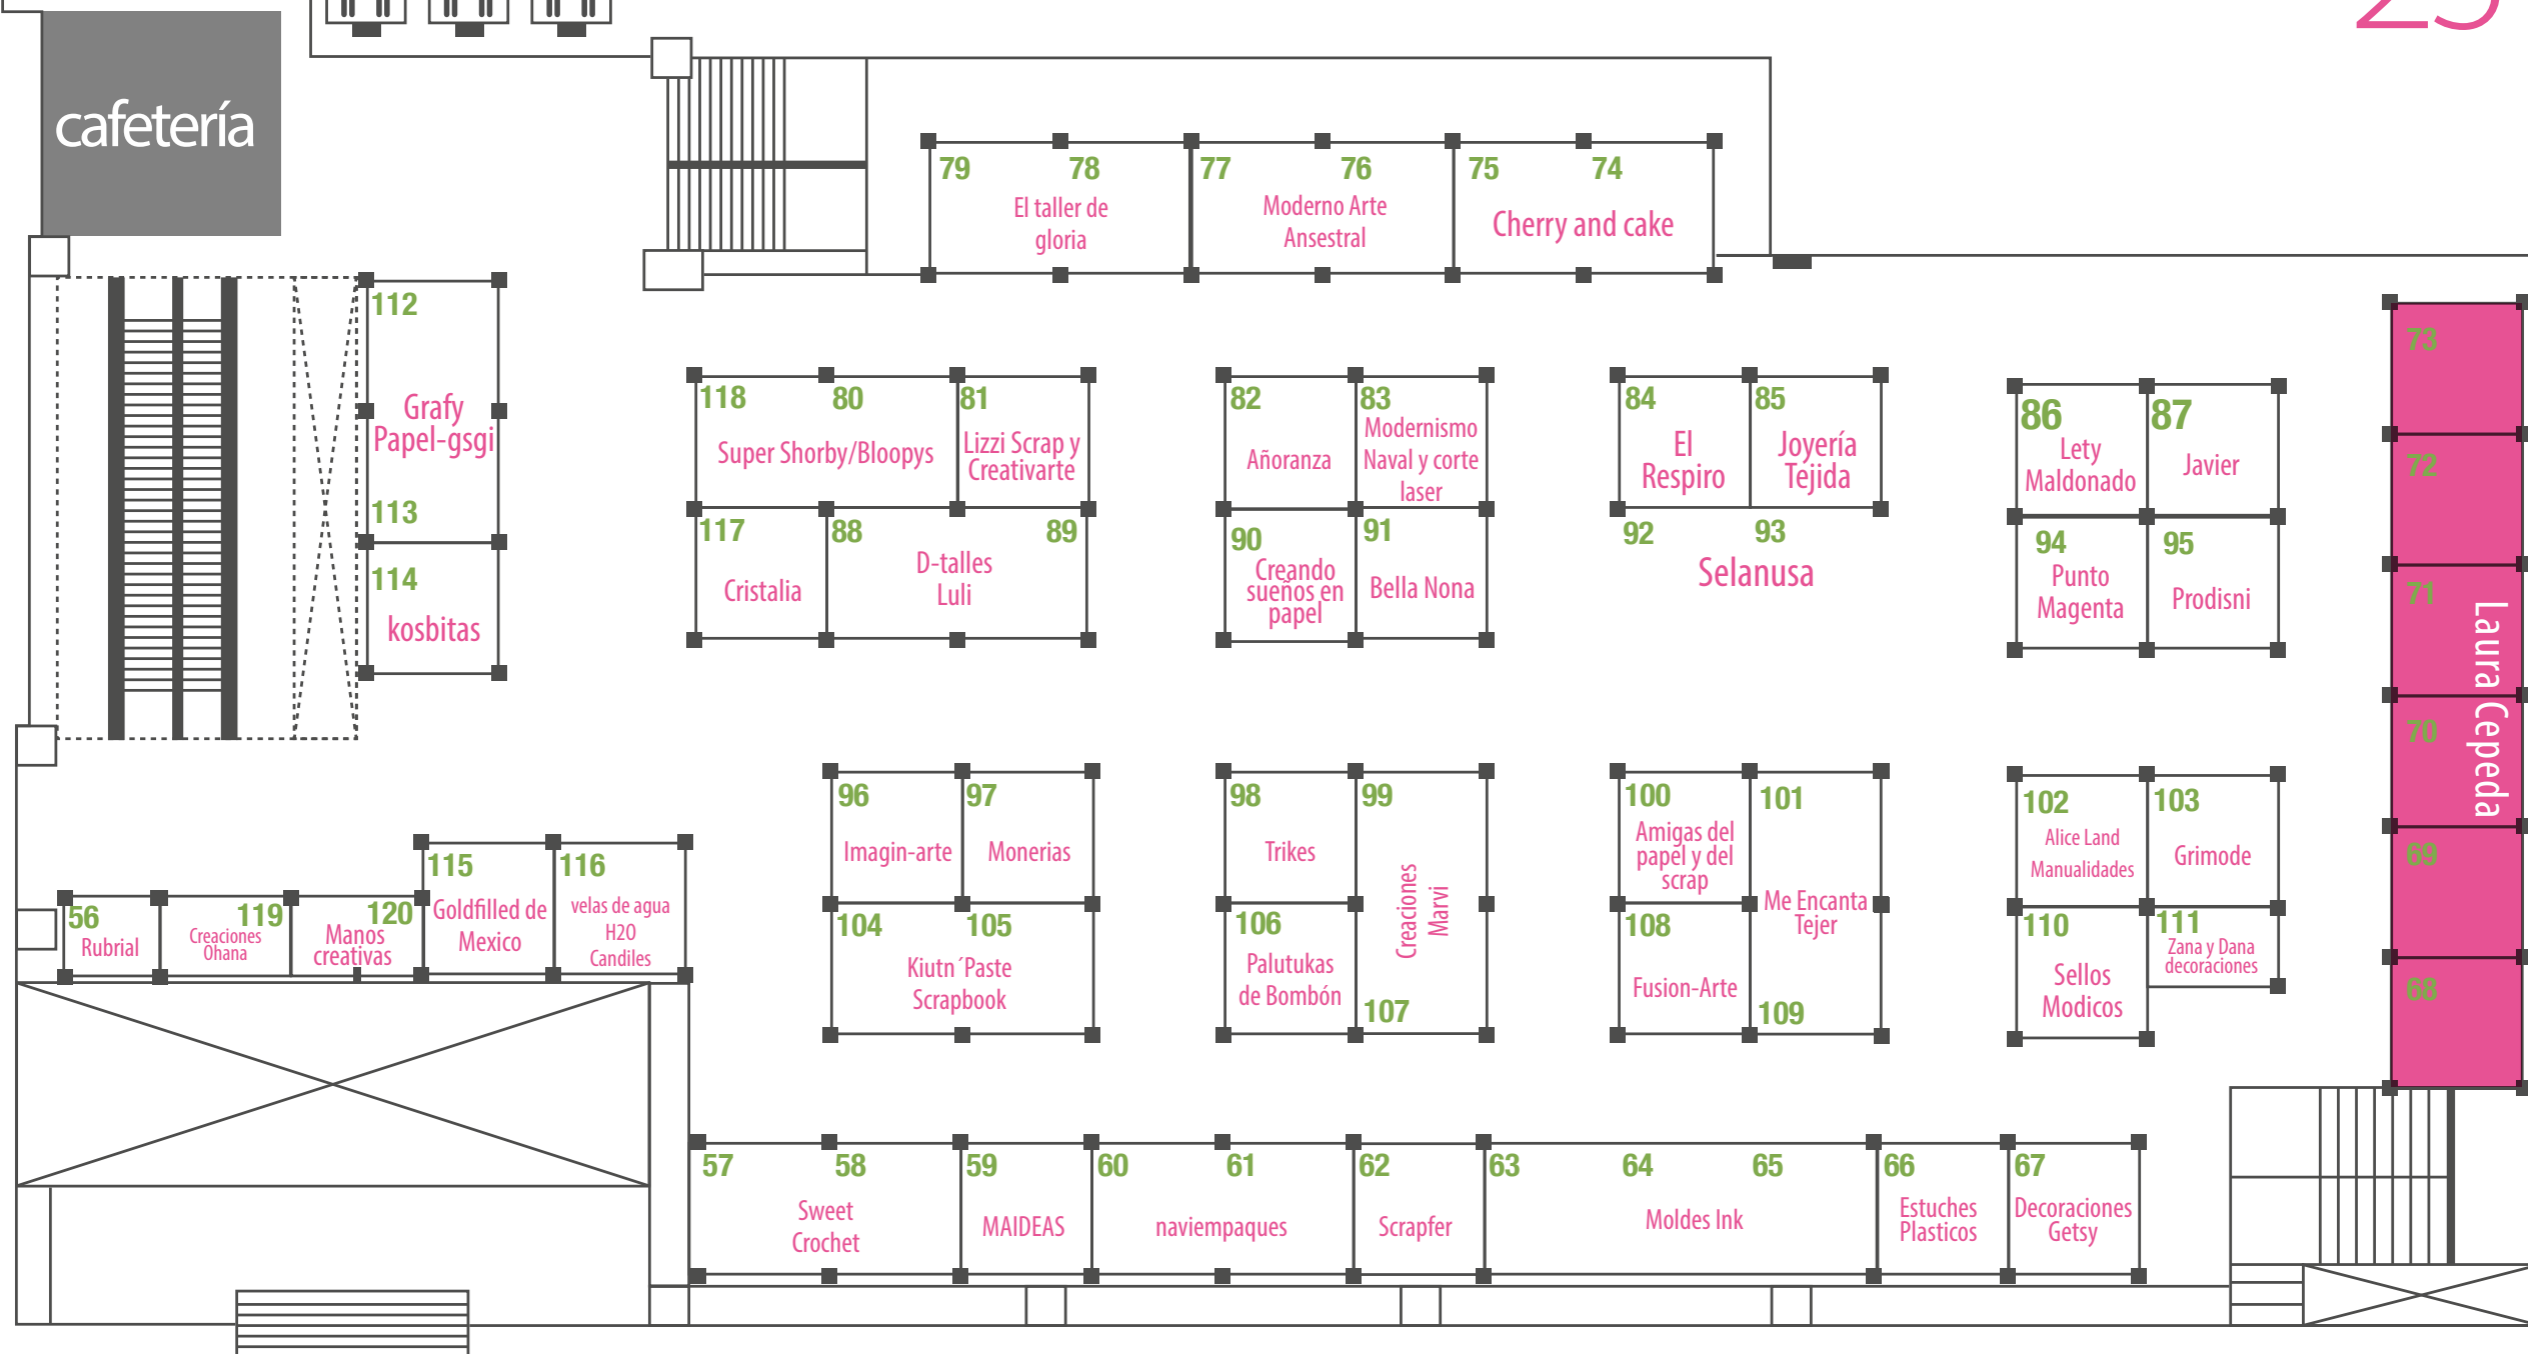 25
cafetería
79
78
77
76
75
74
El taller de
gloria
Moderno Arte
Ansestral
Cherry and cake
112
Grafy
Papel-gsgi
113
114
kosbitas
118
80
81
Super Shorby/Bloopys
Lizzi Scrap y
Creativarte
117
88
89
Cristalia
D-talles
Luli
82
83
Añoranza
Modernismo
Naval y corte
laser
90
91
Creando
sueños en
papel
Bella Nona
84
85
El
Respiro
Joyería
Tejida
92
93
Selanusa
86
87
Lety
Maldonado
Javier
94
95
Punto
Magenta
Prodisni
73
72
71
70
69
68
Laura Cepeda
56
Rubrial
119
Creaciones
Ohana
120
Manos
creativas
115
Goldfilled de
Mexico
116
velas de agua
H2O
Candiles
96
97
Imagin-arte
Monerias
104
105
Kiutn´Paste
Scrapbook
98
99
Trikes
Creaciones
Marvi
106
Palutukas
de Bombón
107
100
101
Amigas del
papel y del
scrap
Me Encanta
Tejer
108
Fusion-Arte
109
102
103
Alice Land
Manualidades
Grimode
110
111
Sellos
Modicos
Zana y Dana
decoraciones
57
58
59
60
61
62
63
64
65
66
67
Sweet
Crochet
MAIDEAS
naviempaques
Scrapfer
Moldes Ink
Estuches
Plasticos
Decoraciones
Getsy